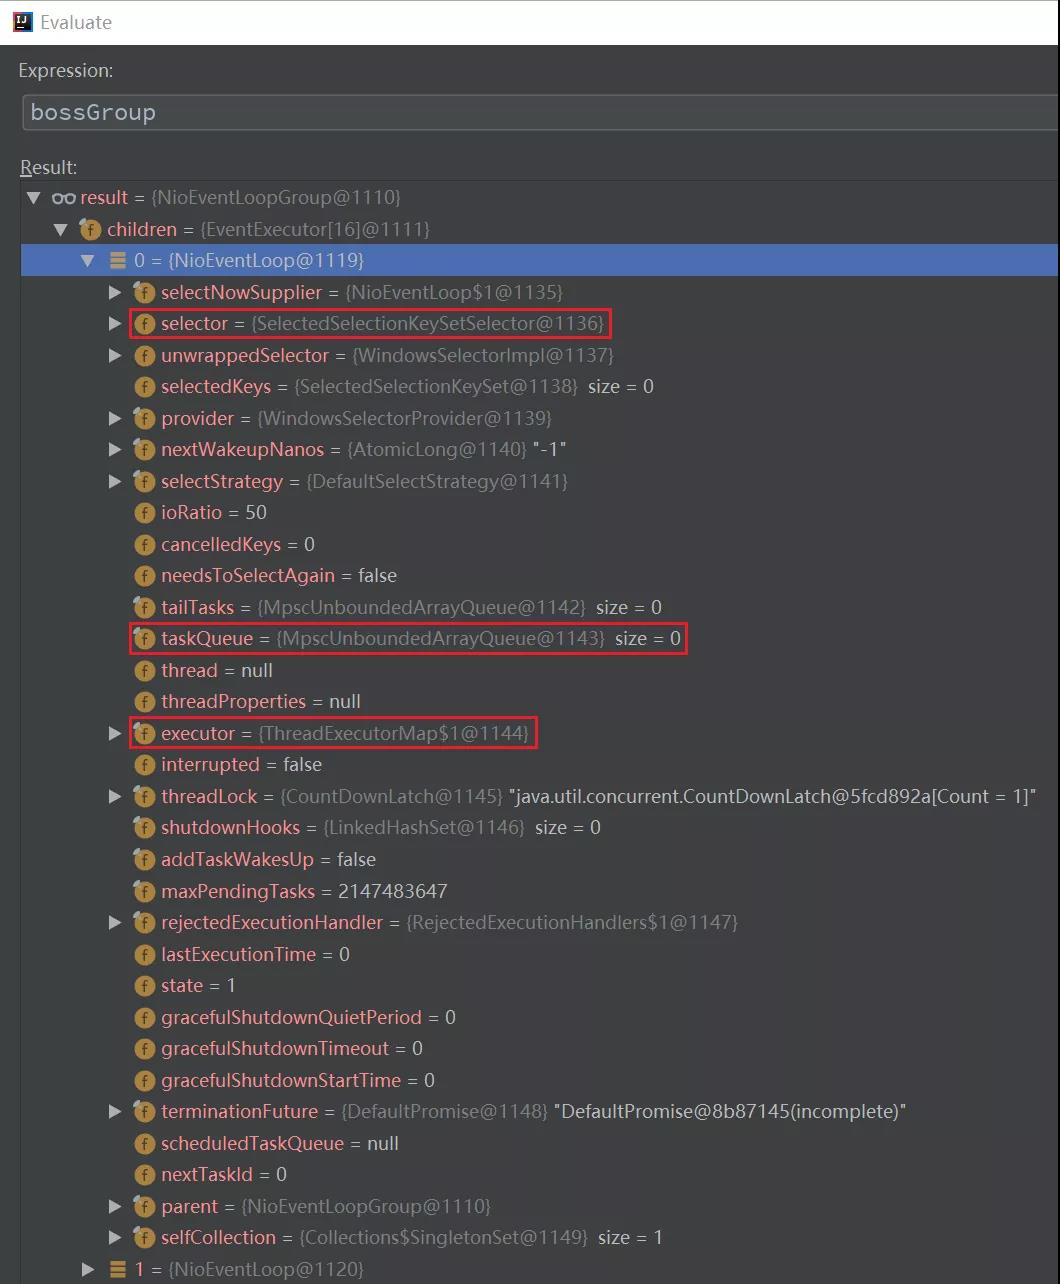 Evaluate
Expression:
bossGroup
Result:
result = {NioEventLoopGroup@1110}
children = {EventExecutor[16]@1111}
0 = {NioEventLoop@1119}
selectNowSupplier = {NioEventLoop$1@1135}
selector = {SelectedSelectionKeySetSelector@1136}
unwrappedSelector = {WindowsSelectorImpl@1137}
selectedKeys = {SelectedSelectionKeySet@1138} size = 0
provider = {WindowsSelectorProvider@1139}
nextWakeupNanos = {AtomicLong@1140} "-1"
selectStrategy = {DefaultSelectStrategy@1141}
ioRatio = 50
cancelledKeys = 0
needsToSelectAgain = false
tailTasks = {MpscUnboundedArrayQueue@1142} size = 0
taskQueue = {MpscUnboundedArrayQueue@1143} size = 0
thread = null
threadProperties = null
executor = {ThreadExecutorMap$1@1144}
interrupted = false
threadLock = {CountDownLatch@1145} "java.util.concurrent.CountDownLatch@5fcd892a[Count = 1]"
shutdownHooks = {LinkedHashSet@1146} size = 0
addTaskWakesUp = false
maxPendingTasks = 2147483647
rejectedExecutionHandler = {RejectedExecutionHandlers$1@1147}
lastExecutionTime = 0
state = 1
gracefulShutdownQuietPeriod = 0
gracefulShutdownTimeout = 0
gracefulShutdownStartTime = 0
terminationFuture = {DefaultPromise@1148} "DefaultPromise@8b87145(incomplete)"
scheduledTaskQueue = null
nextTaskId = 0
parent = {NioEventLoopGroup@1110}
selfCollection = {Collections$SingletonSet@1149} size = 1
1 = {NioEventLoop@1120}